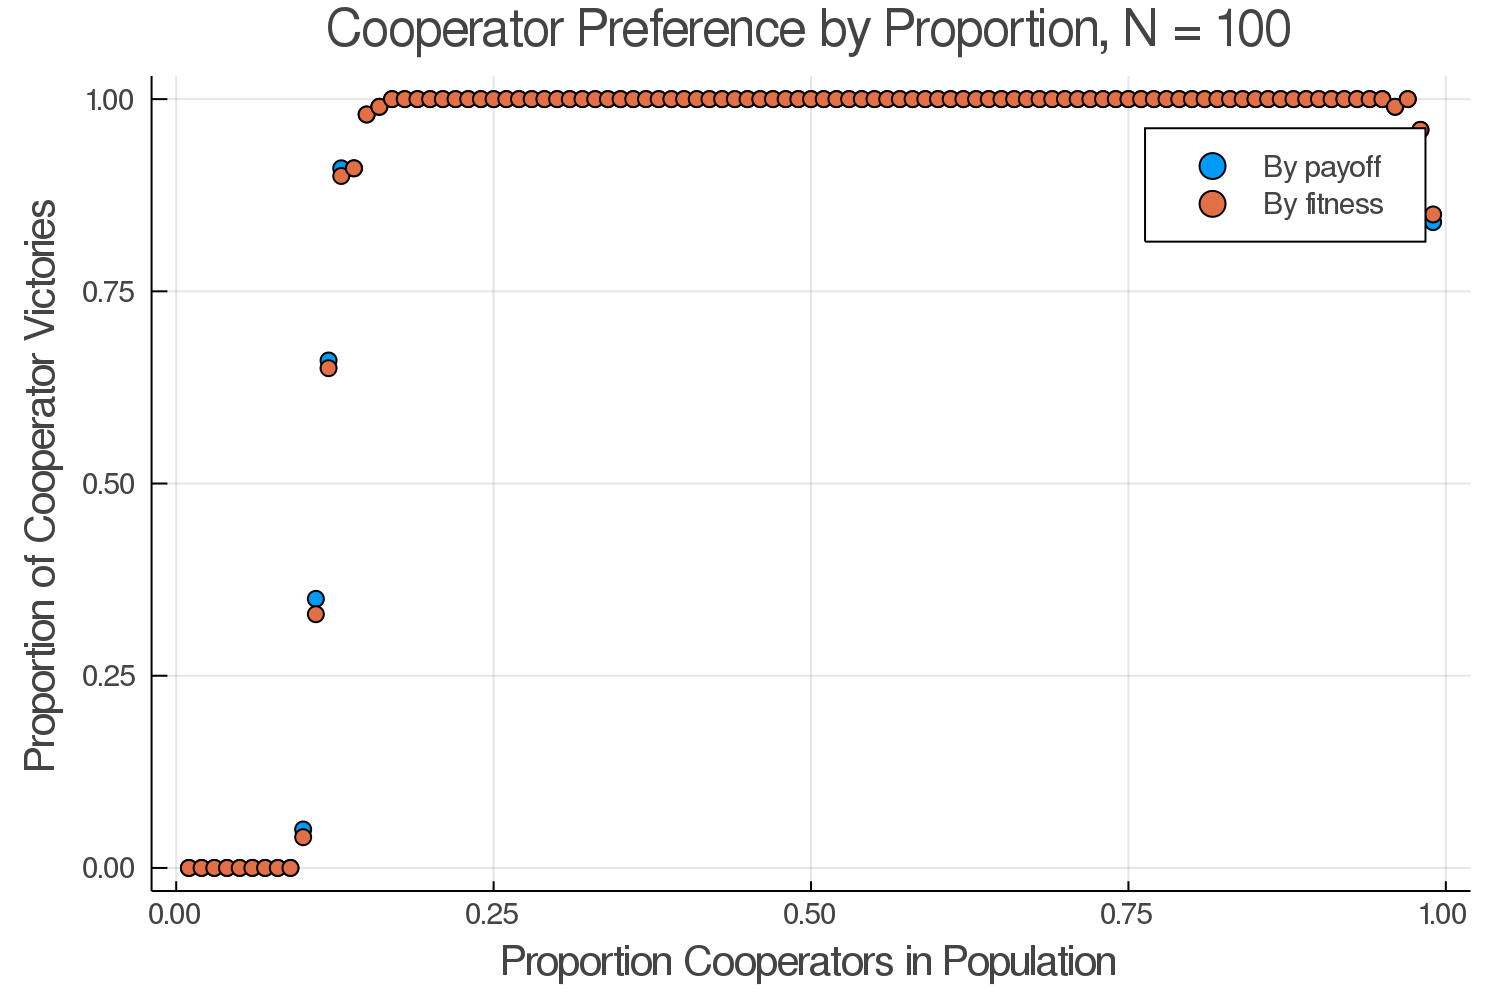 Cooperator Preference by Proportion, N = 100
1.00
By payoff
By fitness
0.75
0.50
0.25
0.00
Proportion of Cooperator Victories
0.00 0.25 0.50 0.75 1.00
Proportion Cooperators in Population